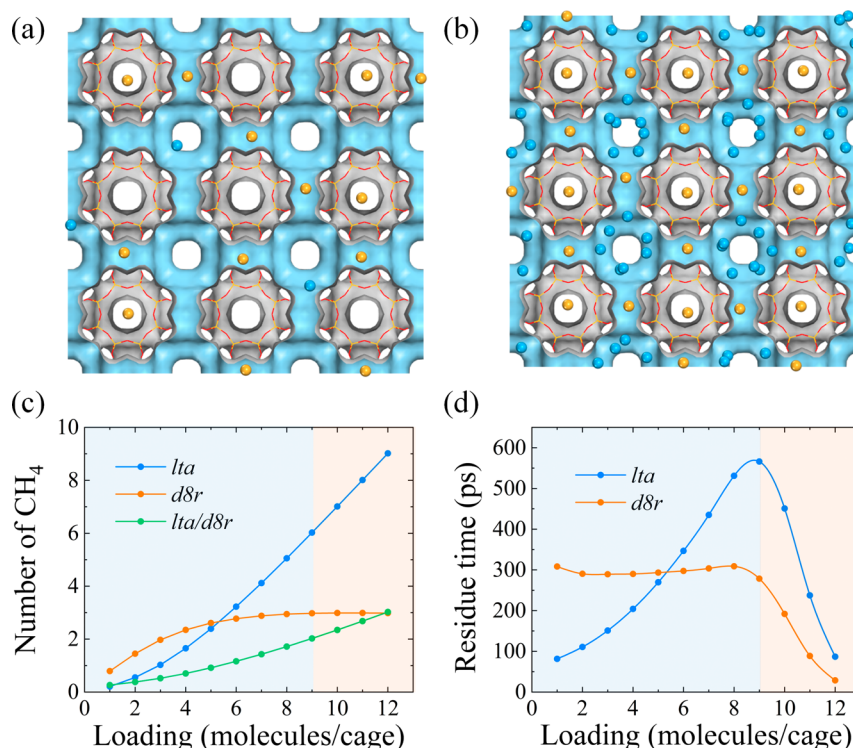 (a)
(b)
(c)
10
8
6
4
2
0
Number of CH4
lta
d8r
lta/d8r
0 2 4 6 8 10 12
Loading (molecules/cage)
(d)
600
500
400
300
200
100
0
Residue time (ps)
lta
d8r
0 2 4 6 8 10 12
Loading (molecules/cage)